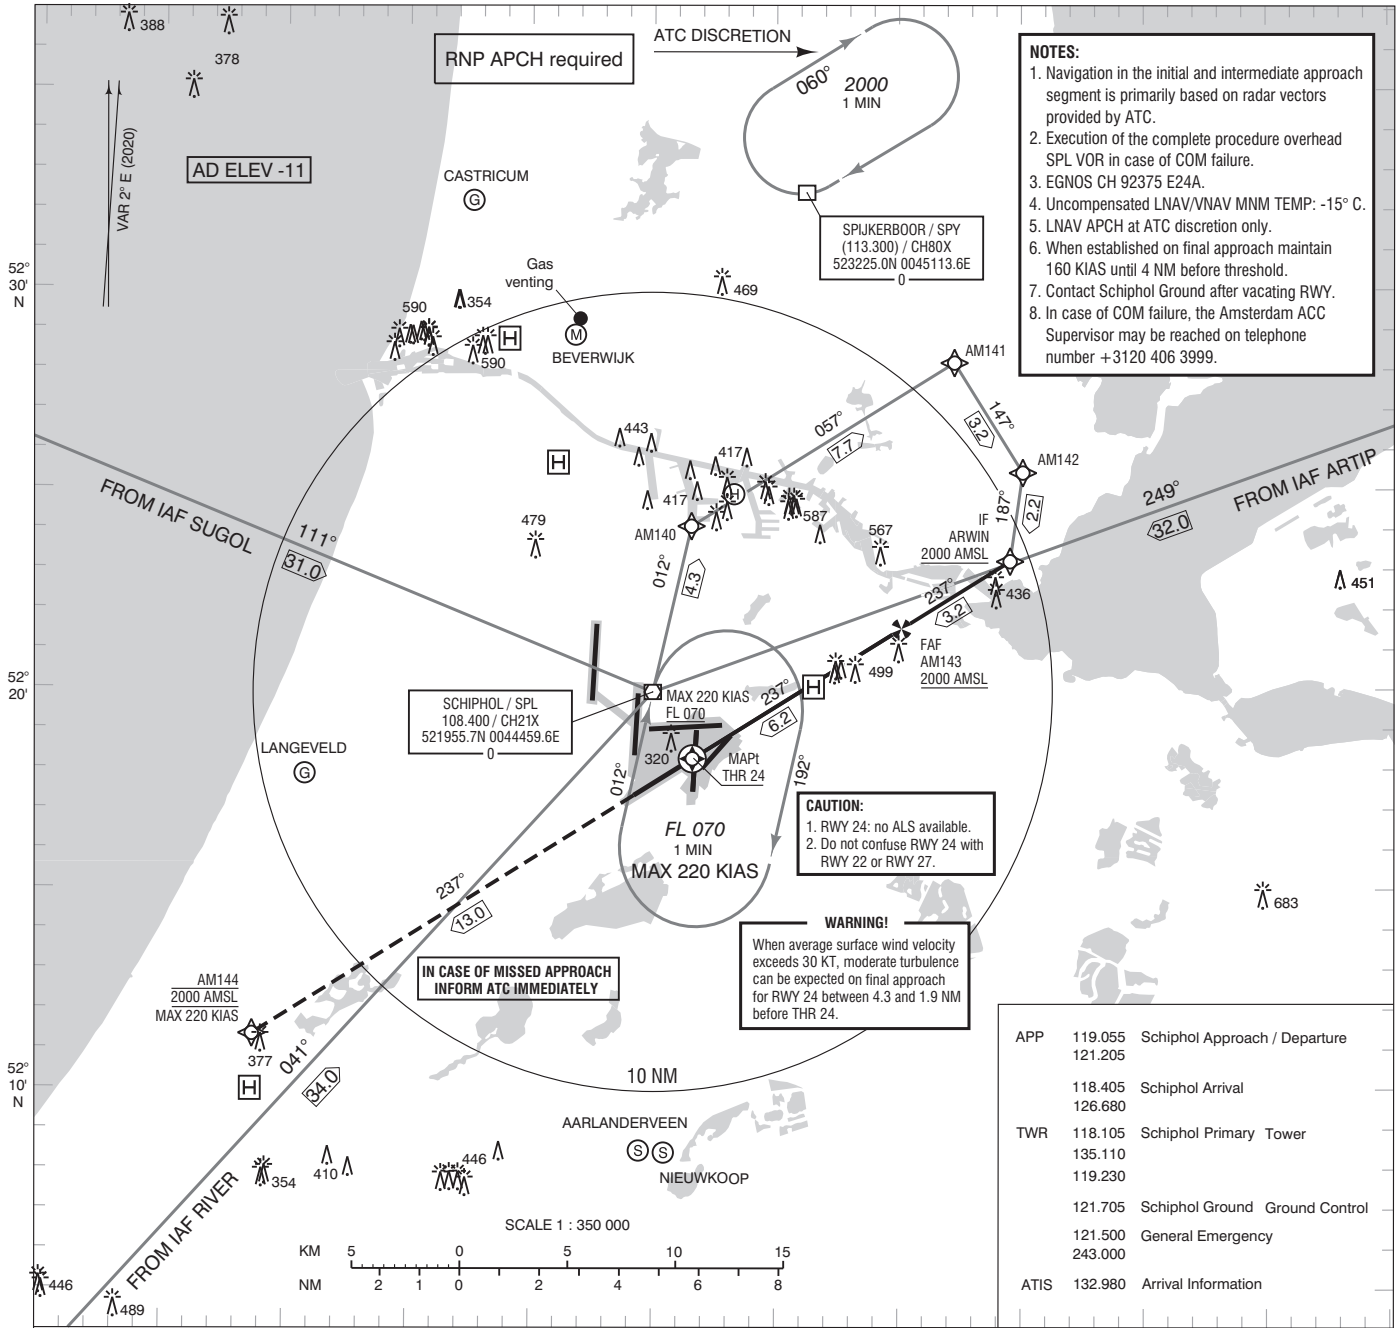 388
378
VAR 2° E (2020)
AD ELEV -11
RNP APCH required
ATC DISCRETION
060°
2000
1 MIN
NOTES:
1. Navigation in the initial and intermediate approach
segment is primarily based on radar vectors
provided by ATC.
2. Execution of the complete procedure overhead
SPL VOR in case of COM failure.
3. EGNOS CH 92375 E24A.
4. Uncompensated LNAV/VNAV MNM TEMP: -15° C.
5. LNAV APCH at ATC discretion only.
6. When established on final approach maintain
160 KIAS until 4 NM before threshold.
7. Contact Schiphol Ground after vacating RWY.
8. In case of COM failure, the Amsterdam ACC
Supervisor may be reached on telephone
number +3120 406 3999.
CASTRICUM
G
SPIJKERBOOR / SPY
(113.300) / CH80X
523225.0N 0045113.6E
0
52°
30'
N
Gas
venting
469
354
590
590
H
M
BEVERWIJK
AM141
147°
3.2
057°
7.7
443
417
417
H
H
AM142
187°
2.2
FROM IAF SUGOL
111°
31.0
479
AM140
587
567
IF
ARWIN
2000 AMSL
249°
32.0
FROM IAF ARTIP
012°
4.3
237°
3.2
436
451
FAF
AM143
2000 AMSL
499
H
52°
20'
SCHIPHOL / SPL
108.400 / CH21X
521955.7N 0044459.6E
0
MAX 220 KIAS
FL 070
237°
6.2
LANGEVELD
G
320
MAPt
THR 24
012°
192°
FL 070
1 MIN
MAX 220 KIAS
CAUTION:
1. RWY 24: no ALS available.
2. Do not confuse RWY 24 with
RWY 22 or RWY 27.
237°
13.0
683
WARNING!
When average surface wind velocity
exceeds 30 KT, moderate turbulence
can be expected on final approach
for RWY 24 between 4.3 and 1.9 NM
before THR 24.
IN CASE OF MISSED APPROACH
INFORM ATC IMMEDIATELY
AM144
2000 AMSL
MAX 220 KIAS
377
52°
10'
N
H
041°
34.0
10 NM
AARLANDERVEEN
S
S
NIEUWKOOP
354
410
446
FROM IAF RIVER
446
489
SCALE 1 : 350 000
KM 5 0 5 10 15
NM 2 1 0 2 4 6 8
APP 119.055 Schiphol Approach / Departure
121.205
118.405 Schiphol Arrival
126.680
TWR 118.105 Schiphol Primary Tower
135.110
119.230
121.705 Schiphol Ground Ground Control
121.500 General Emergency
243.000
ATIS 132.980 Arrival Information